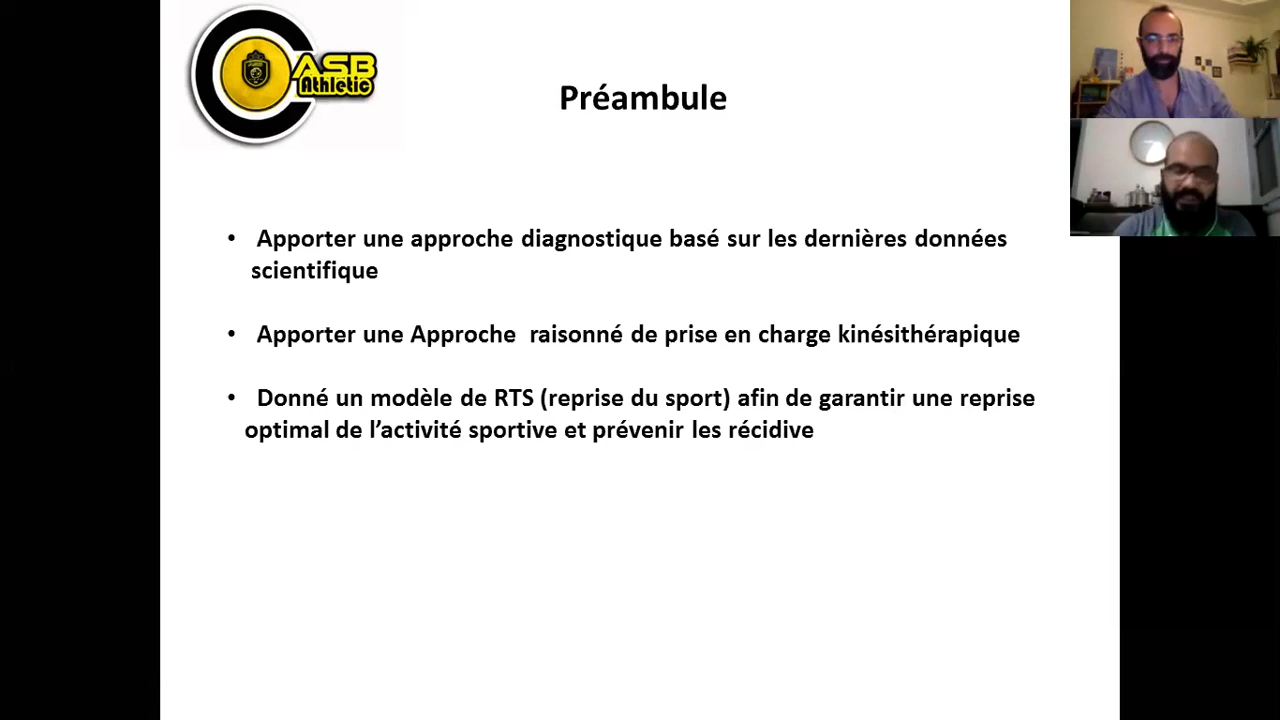 ASB
Athletic
Préambule
• Apporter une approche diagnostique basé sur les dernières données
scientifique
• Apporter une Approche raisonné de prise en charge kinésithérapique
• Donné un modèle de RTS (reprise du sport) afin de garantir une reprise
optimal de l’activité sportive et prévenir les récidive